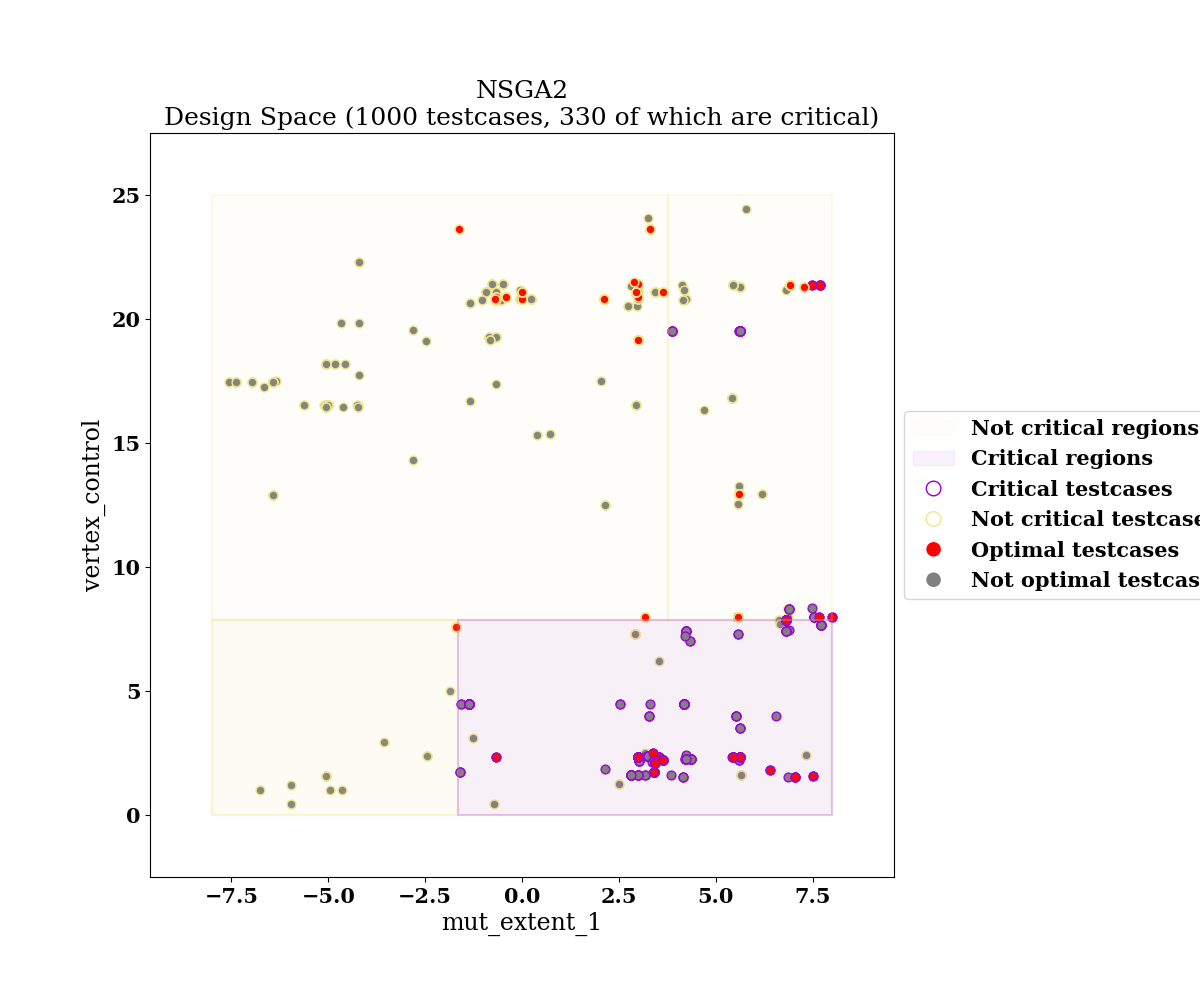 NSGA2
Design Space (1000 testcases, 330 of which are critical)
25
20
15
10
5
0
vertex_control
−7.5
−5.0
−2.5
0.0
2.5
5.0
7.5
mut_extent_1
Not critical regions
Critical regions
Critical testcases
Not critical testcase
Optimal testcases
Not optimal testcas